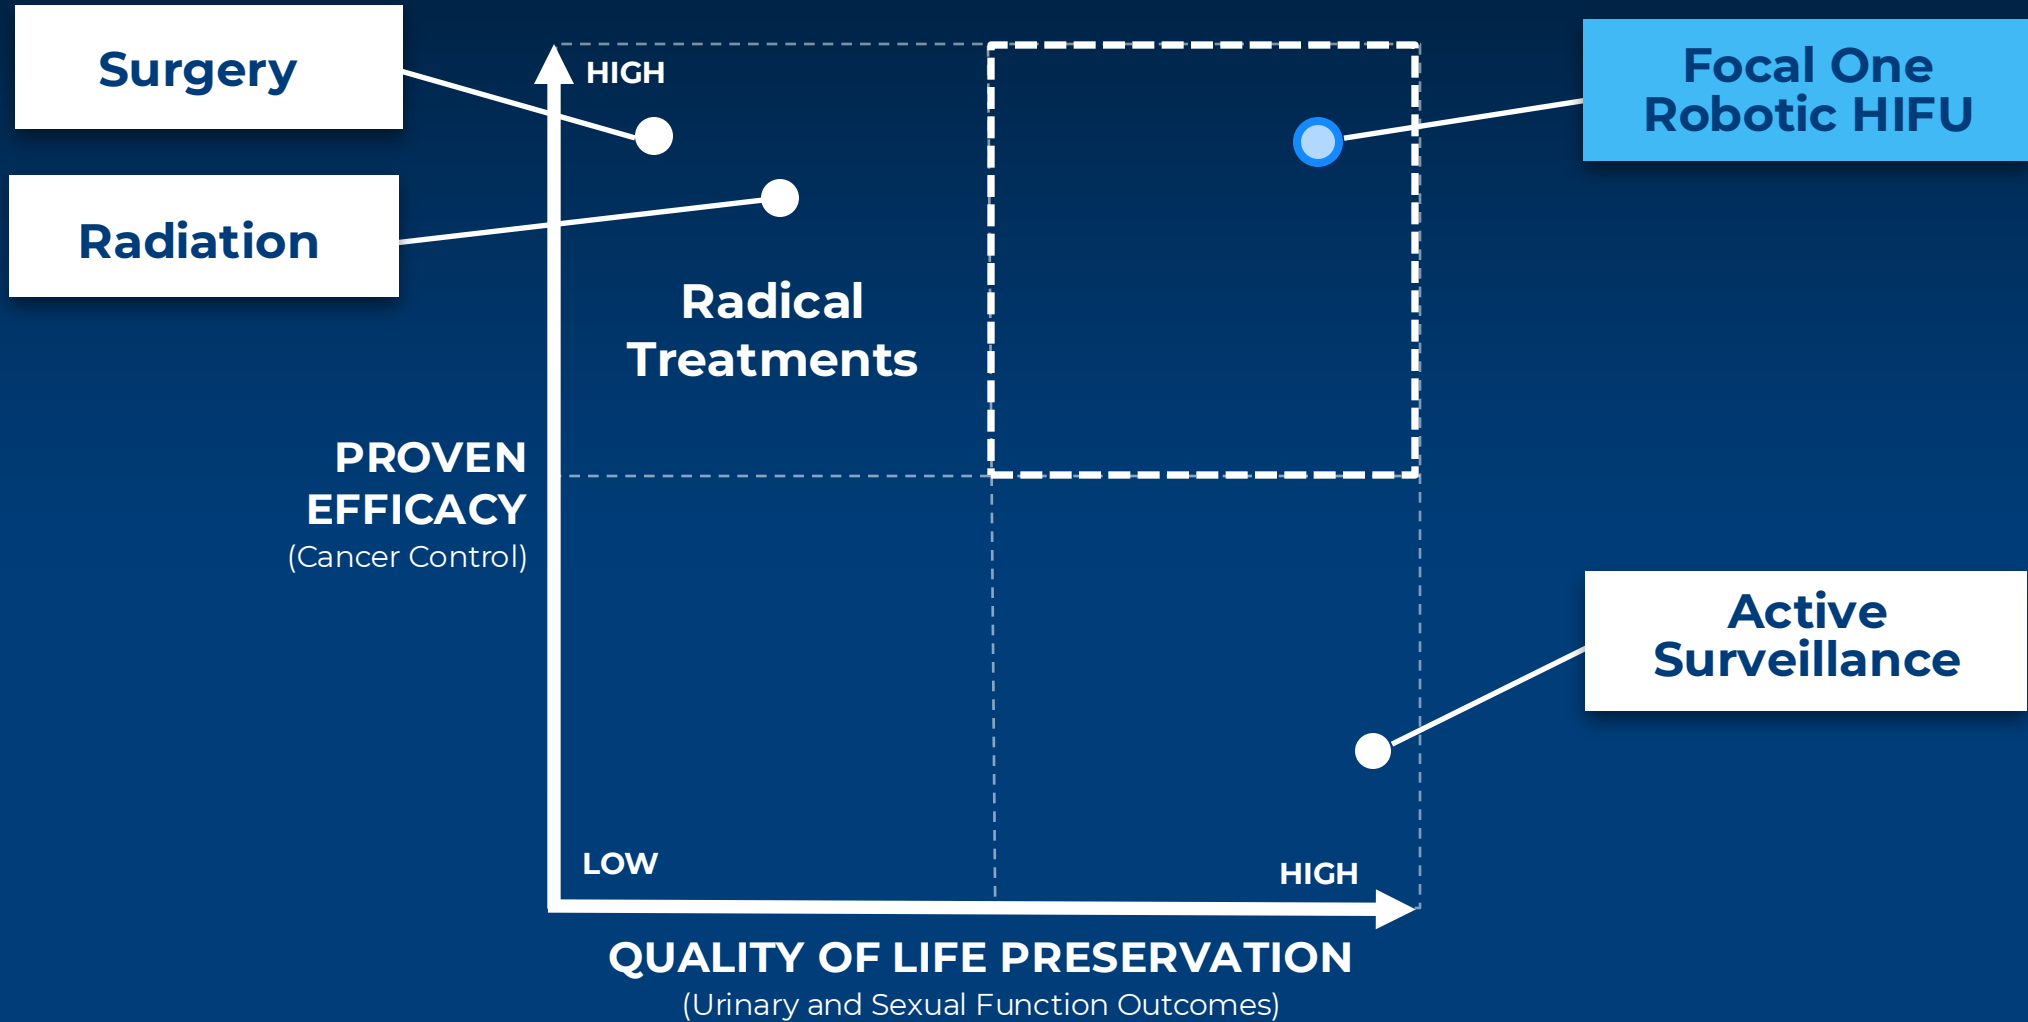 Surgery
Focal One
Robotic HIFU
HIGH
Radiation
Radical
Treatments
PROVEN
EFFICACY
(Cancer Control)
Active
Surveillance
LOW
HIGH
QUALITY OF LIFE PRESERVATION
(Urinary and Sexual Function Outcomes)